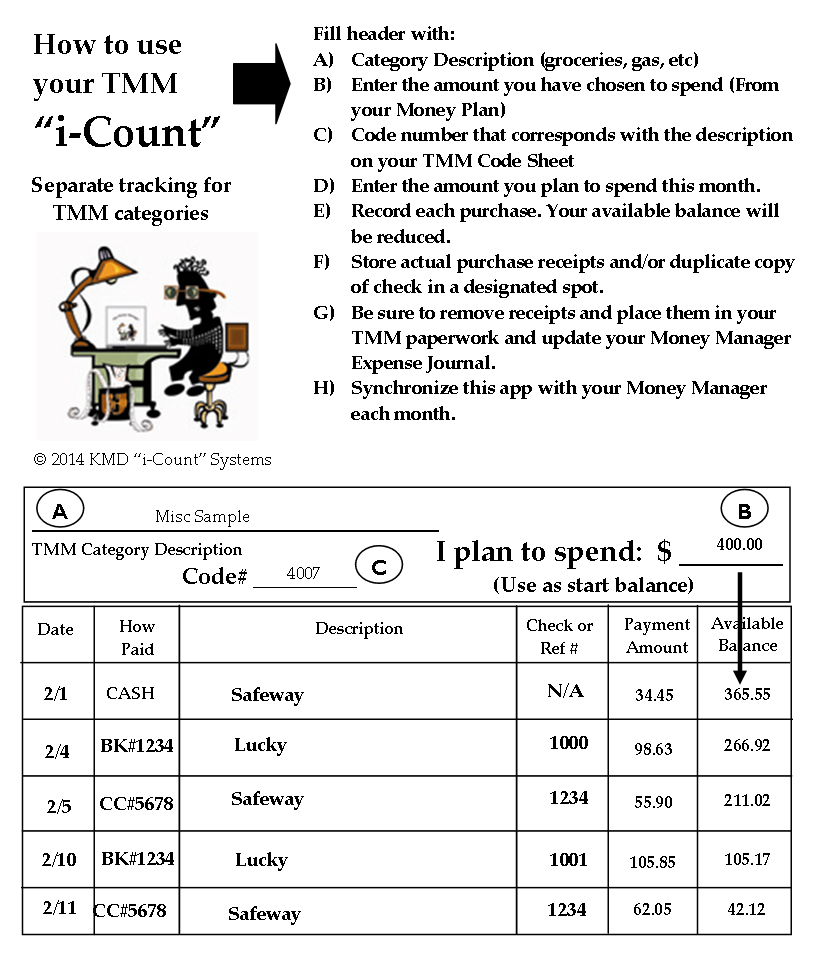 How to use
your TMM
“i-Count”
Separate tracking for
TMM categories
© 2014 KMD “i-Count” Systems
Fill header with:
A) Category Description (groceries, gas, etc)
B) Enter the amount you have chosen to spend (From
your Money Plan)
C) Code number that corresponds with the description
on your TMM Code Sheet
D) Enter the amount you plan to spend this month.
E) Record each purchase. Your available balance will
be reduced.
F) Store actual purchase receipts and/or duplicate copy
of check in a designated spot.
G) Be sure to remove receipts and place them in your
TMM paperwork and update your Money Manager
Expense Journal.
H) Synchronize this app with your Money Manager
each month.
A Misc Sample B
TMM Category Description
I plan to spend: $ 400.00
Code# 4007 C
(Use as start balance)
Date How Paid Description Check or Ref # Payment Amount Available Balance
2/1 CASH Safeway N/A 34.45 365.55
2/4 BK#1234 Lucky 1000 98.63 266.92
2/5 CC#5678 Safeway 1234 55.90 211.02
2/10 BK#1234 Lucky 1001 105.85 105.17
2/11 CC#5678 Safeway 1234 62.05 42.12